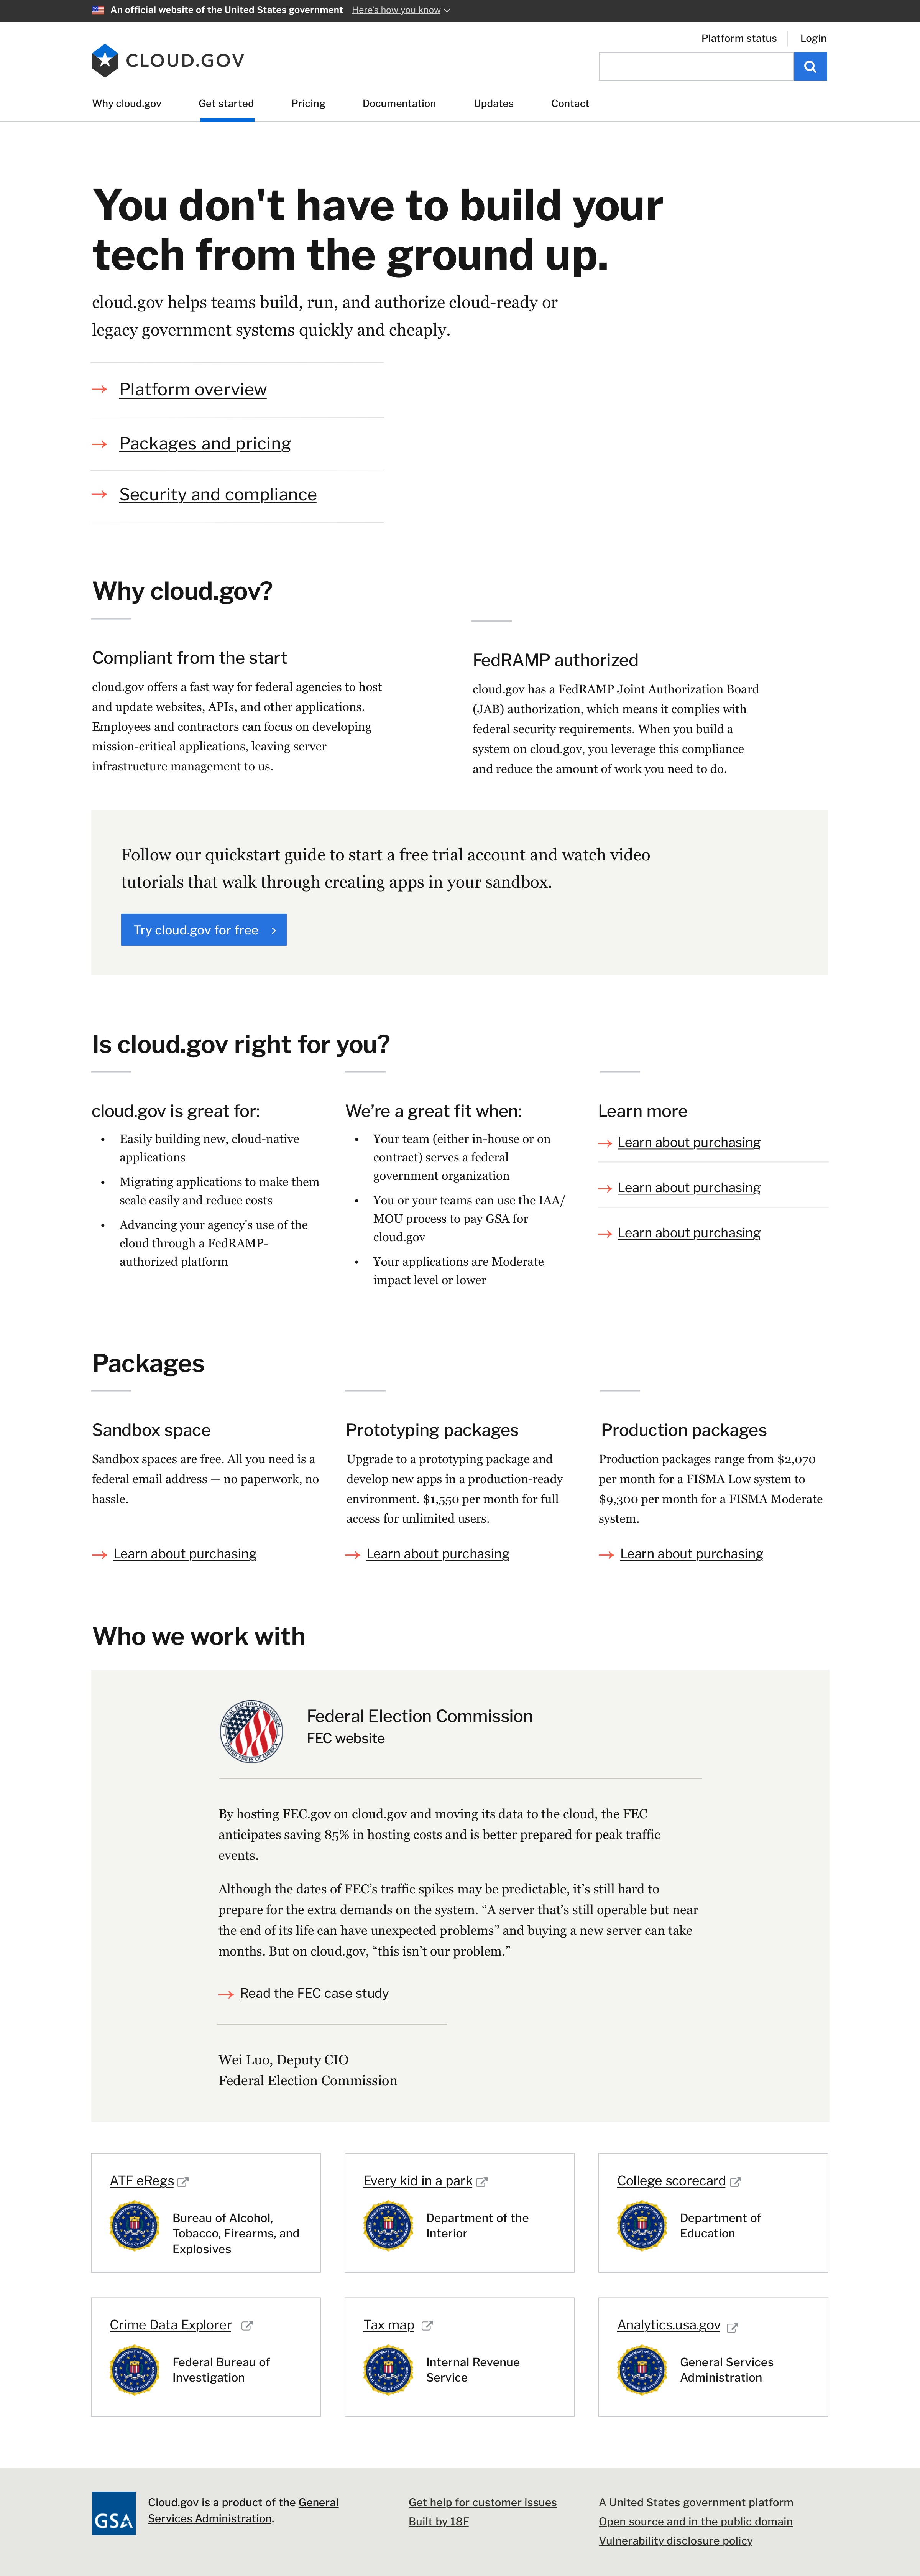 An official website of the United States government Here's how you know
Platform status Login
CLOUD.GOV
Why cloud.gov Get started Pricing Documentation Updates Contact
You don't have to build your
tech from the ground up.
cloud.gov helps teams build, run, and authorize cloud-ready or
legacy government systems quickly and cheaply.
Platform overview
Packages and pricing
Security and compliance
Why cloud.gov?
Compliant from the start
cloud.gov offers a fast way for federal agencies to host
and update websites, APIs, and other applications.
Employees and contractors can focus on developing
mission-critical applications, leaving server
infrastructure management to us.
FedRAMP authorized
cloud.gov has a FedRAMP Joint Authorization Board
(JAB) authorization, which means it complies with
federal security requirements. When you build a
system on cloud.gov, you leverage this compliance
and reduce the amount of work you need to do.
Follow our quickstart guide to start a free trial account and watch video
tutorials that walk through creating apps in your sandbox.
Try cloud.gov for free
Is cloud.gov right for you?
cloud.gov is great for:
• Easily building new, cloud-native
applications
• Migrating applications to make them
scale easily and reduce costs
• Advancing your agency's use of the
cloud through a FedRAMP-
authorized platform
We're a great fit when:
• Your team (either in-house or on
contract) serves a federal
government organization
• You or your teams can use the IAA/
MOU process to pay GSA for
cloud.gov
• Your applications are Moderate
impact level or lower
Learn more
Learn about purchasing
Learn about purchasing
Learn about purchasing
Packages
Sandbox space
Sandbox spaces are free. All you need is a
federal email address — no paperwork, no
hassle.
Learn about purchasing
Prototyping packages
Upgrade to a prototyping package and
develop new apps in a production-ready
environment. $1,550 per month for full
access for unlimited users.
Learn about purchasing
Production packages
Production packages range from $2,070
per month for a FISMA Low system to
$9,300 per month for a FISMA Moderate
system.
Learn about purchasing
Who we work with
Federal Election Commission
FEC website
By hosting FEC.gov on cloud.gov and moving its data to the cloud, the FEC
anticipates saving 85% in hosting costs and is better prepared for peak traffic
events.
Although the dates of FEC's traffic spikes may be predictable, it's still hard to
prepare for the extra demands on the system. “A server that's still operable but near
the end of its life can have unexpected problems” and buying a new server can take
months. But on cloud.gov, “this isn't our problem.”
Read the FEC case study
Wei Luo, Deputy CIO
Federal Election Commission
ATF eRegs
Bureau of Alcohol,
Tobacco, Firearms, and
Explosives
Every kid in a park
Department of the
Interior
College scorecard
Department of
Education
Crime Data Explorer
Federal Bureau of
Investigation
Tax map
Internal Revenue
Service
Analytics.usa.gov
General Services
Administration
GSA
Cloud.gov is a product of the General
Services Administration.
Get help for customer issues
Built by 18F
A United States government platform
Open source and in the public domain
Vulnerability disclosure policy